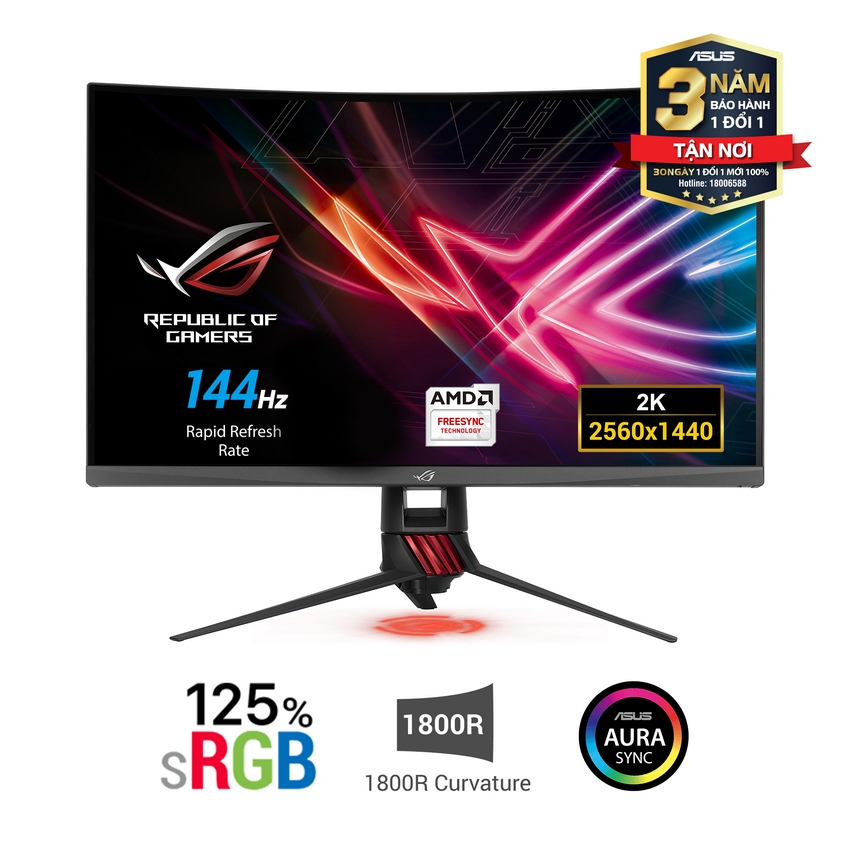 ASUS
3 NĂM
BẢO HÀNH
1 ĐỔI 1
TẬN NƠI
30NGÀY 1 ĐỔI 1 MỚI 100%
Hotline: 18006588
REPUBLIC OF
GAMERS
144Hz
Rapid Refresh
Rate
AMD
FREESYNC
TECHNOLOGY
2K
2560x1440
125%
sRGB
1800R
1800R Curvature
ASUS
AURA
SYNC